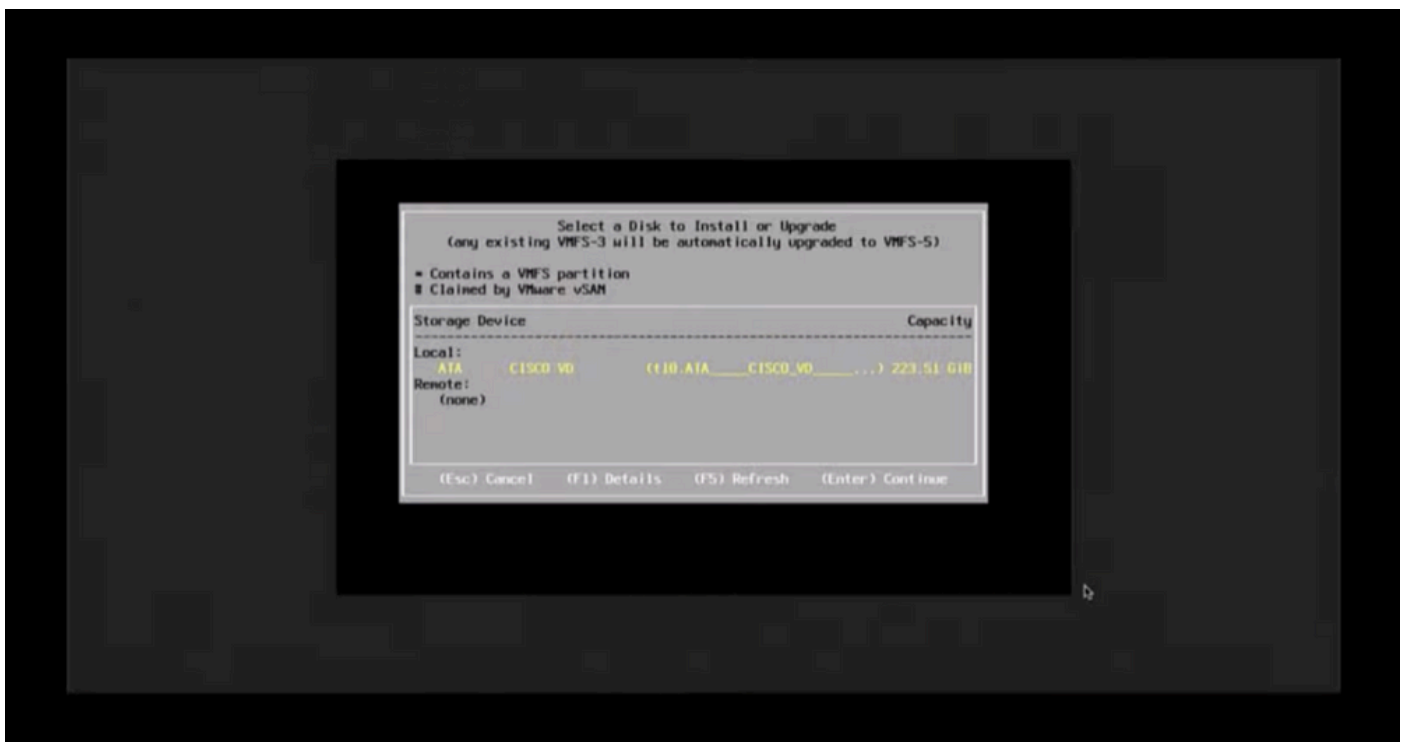 Select a Disk to Install or Upgrade
(any existing VMFS-3 will be automatically upgraded to VMFS-5)
* Contains a VMFS partition
# Claimed by VMware vSAN
Storage Device Capacity
--------------------------------------------------------------------------------
Local:
ATA CISCO VD (t10.ATA_____CISCO_VD______...) 223.51 GiB
Remote:
(none)
(Esc) Cancel (F1) Details (F5) Refresh (Enter) Continue